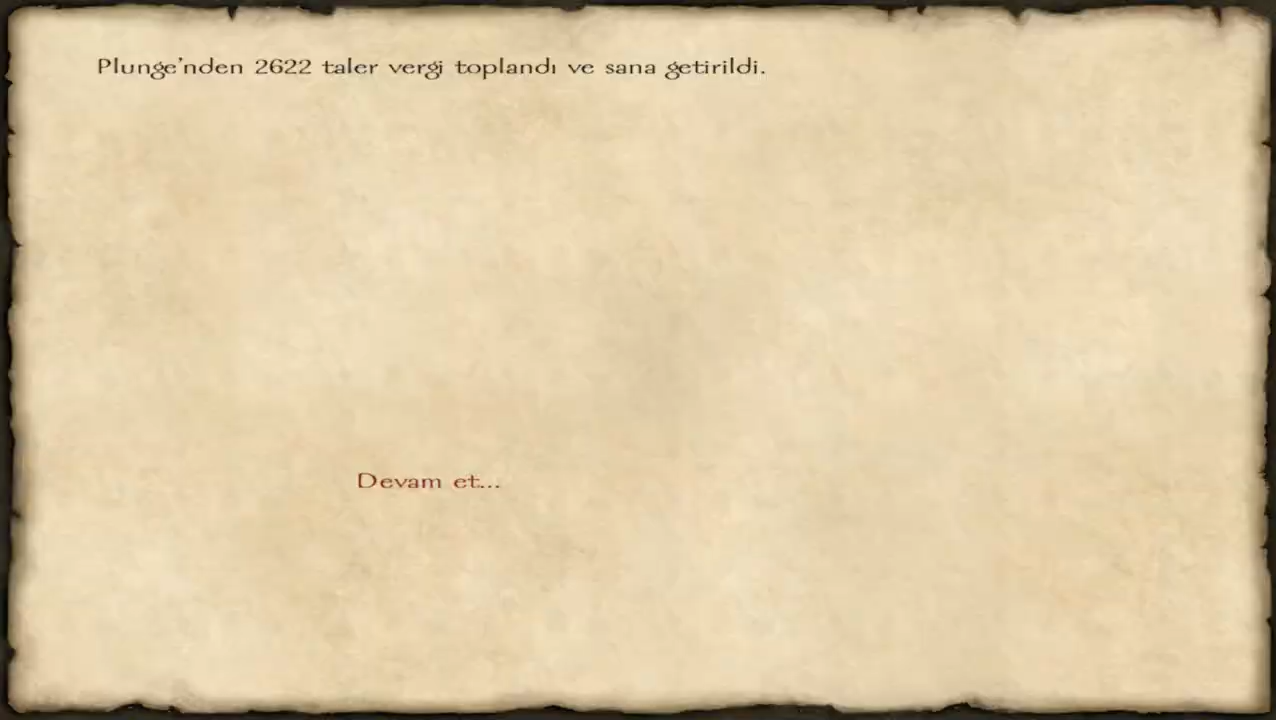 Plunge'nden 2622 taler vergi toplandı ve sana getirildi.
Devam et...